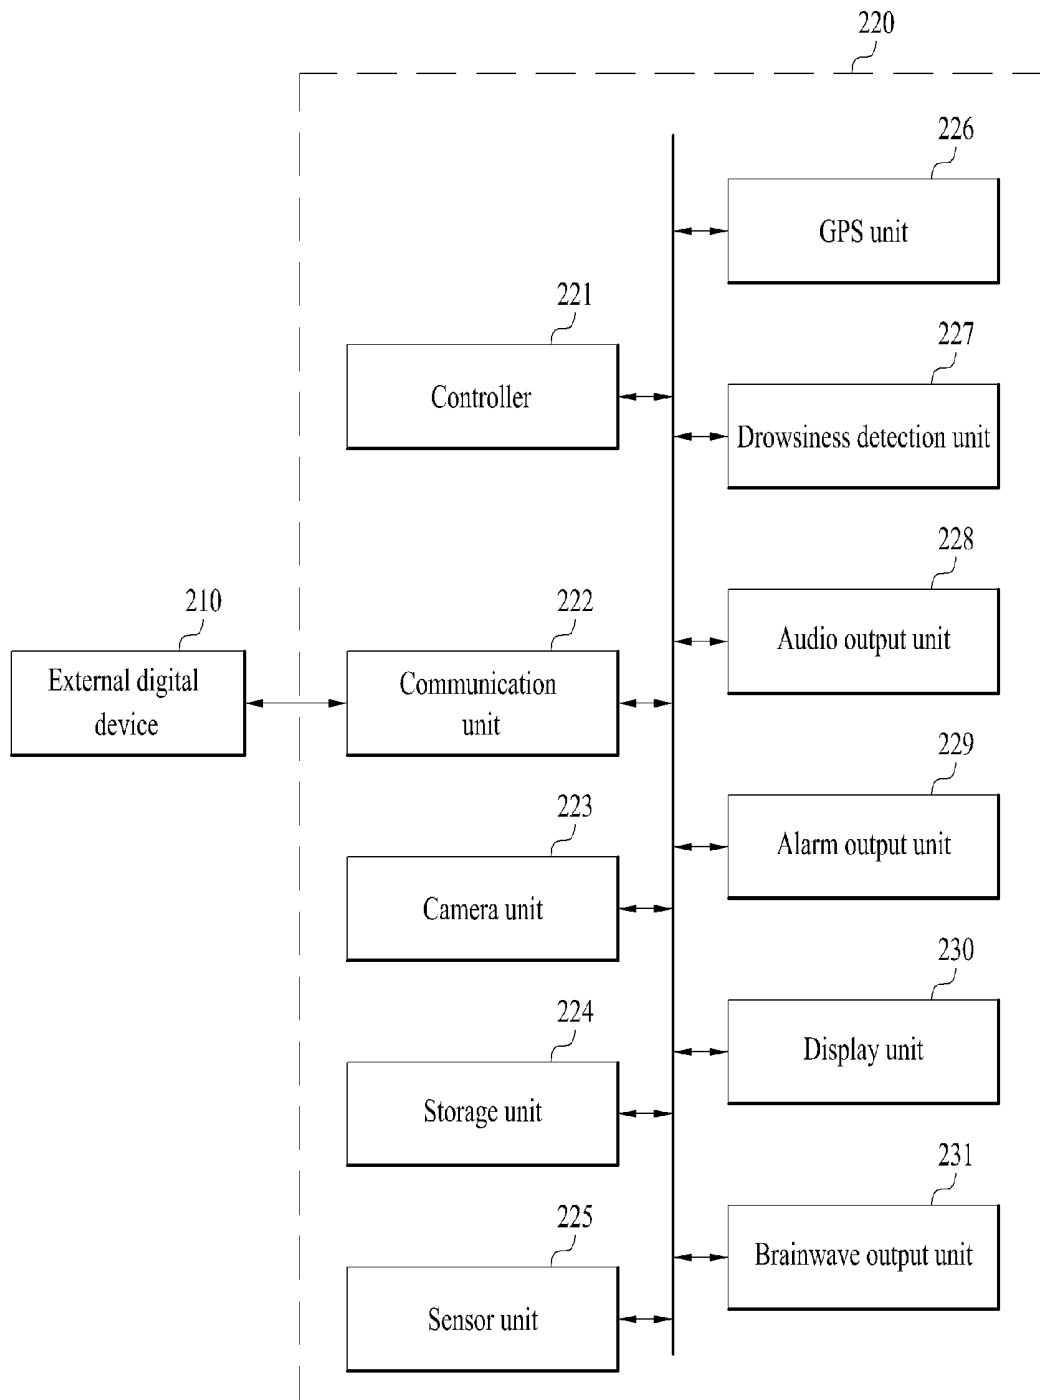 220
226
GPS unit
221
Controller
227
Drowsiness detection unit
228
Audio output unit
210
External digital
device
222
Communication
unit
229
Alarm output unit
223
Camera unit
230
Display unit
224
Storage unit
231
Brainwave output unit
225
Sensor unit